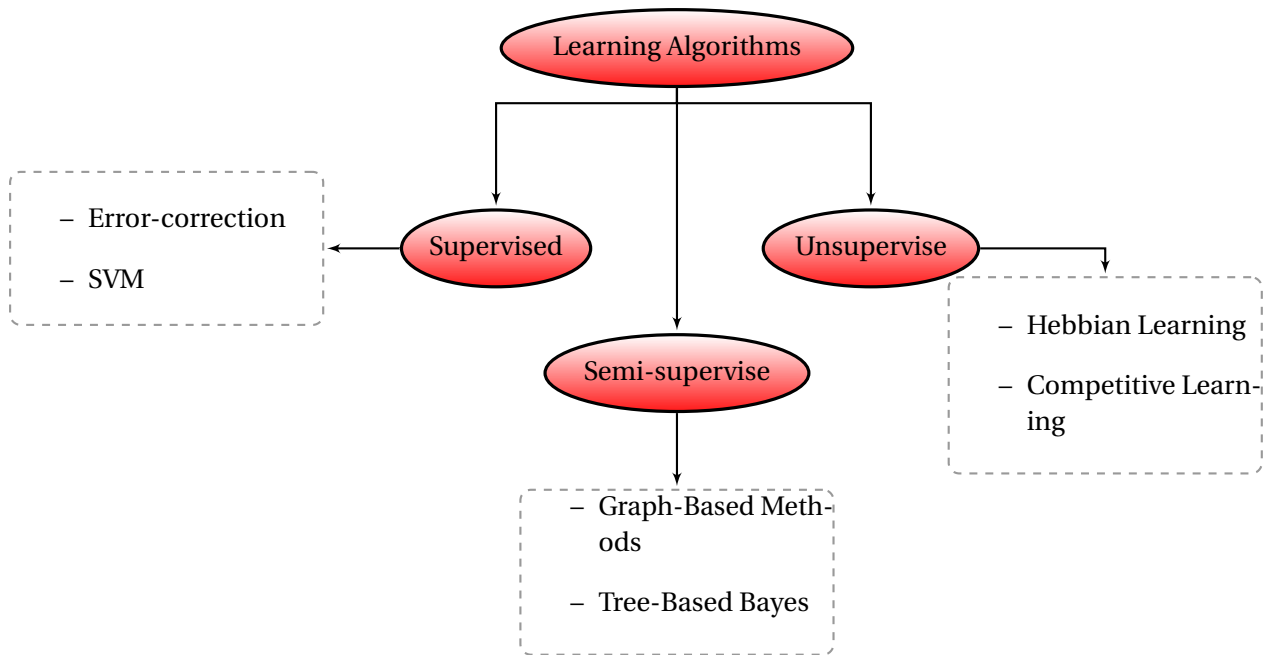 Learning Algorithms
– Error-correction
– SVM
Supervised
Unsupervise
– Hebbian Learning
– Competitive Learn-
ing
Semi-supervise
– Graph-Based Meth-
ods
– Tree-Based Bayes